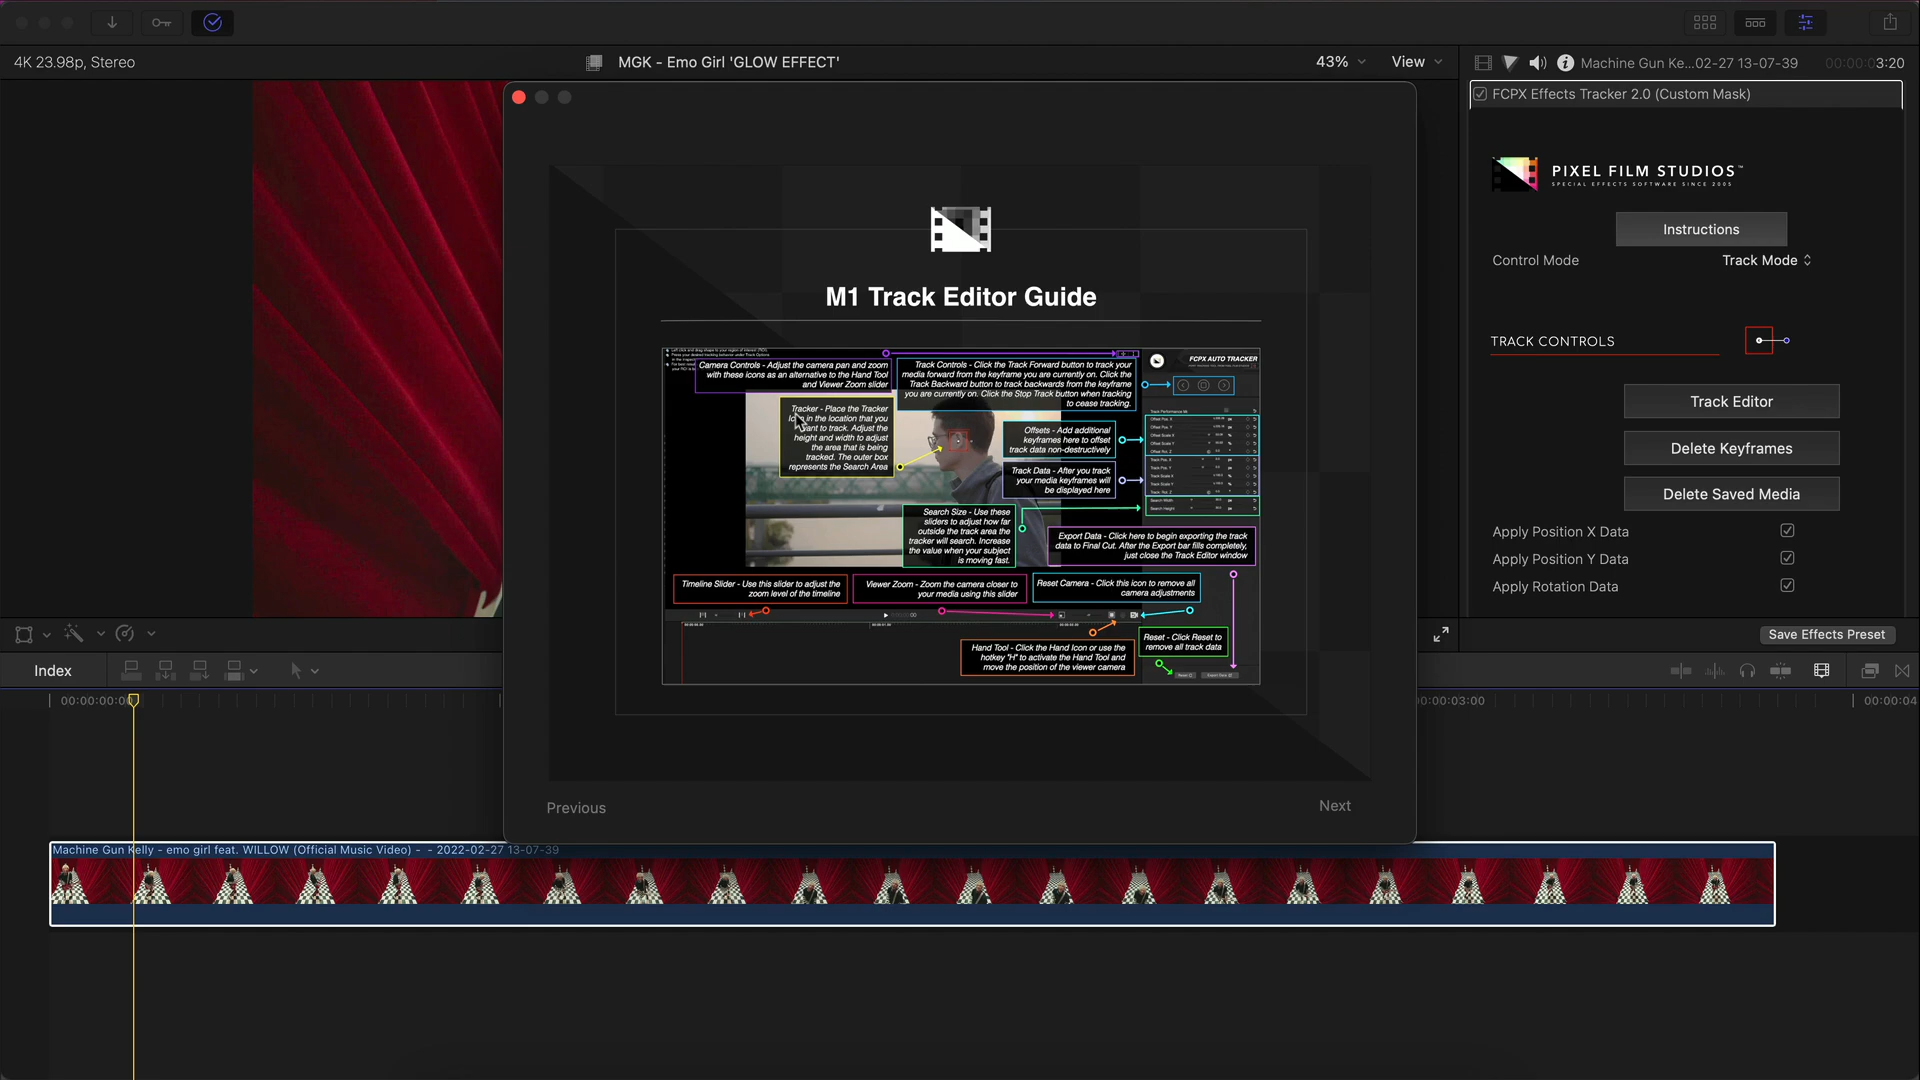 4K 23.98p, Stereo
MGK - Emo Girl 'GLOW EFFECT'
43%
View
Machine Gun Ke...02-27 13-07-39
00:00:03:20
FCPX Effects Tracker 2.0 (Custom Mask)
PIXEL FILM STUDIOS™
SPECIAL EFFECTS SOFTWARE SINCE 2005
Instructions
Control Mode
Track Mode
TRACK CONTROLS
Track Editor
Delete Keyframes
Delete Saved Media
Apply Position X Data
Apply Position Y Data
Apply Rotation Data
Save Effects Preset
M1 Track Editor Guide
Camera Controls - Adjust the camera pan and zoom
with these icons as an alternative to the Hand Tool
and Viewer Zoom slider
Track Controls - Click the Track Forward button to track your
media forward from the keyframe you are currently on. Click the
Track Backward button to track backwards from the keyframe
you are currently on. Click the Stop Track button when tracking
to cease tracking.
FCPX AUTO TRACKER
Tracker - Place the Tracker
Icon in the location that you
want to track. Adjust the
height and width to adjust
the area that is being
tracked. The outer box
represents the Search Area
Offsets - Add additional
keyframes here to offset
track data non-destructively
Track Data - After you track
your media keyframes will
be displayed here
Search Size - Use these
sliders to adjust how far
outside the track area the
tracker will search. Increase
the value when your subject
is moving fast.
Export Data - Click here to begin exporting the track
data to Final Cut. After the Export bar fills completely,
just close the Track Editor window
Timeline Slider - Use this slider to adjust the
zoom level of the timeline
Viewer Zoom - Zoom the camera closer to
your media using this slider
Reset Camera - Click this icon to remove all
camera adjustments
Hand Tool - Click the Hand Icon or use the
hotkey "H" to activate the Hand Tool and
move the position of the viewer camera
Reset - Click Reset to
remove all track data
Previous
Next
Index
00:00:00:00
00:00:03:00
00:00:04
Machine Gun Kelly - emo girl feat. WILLOW (Official Music Video) - - 2022-02-27 13-07-39